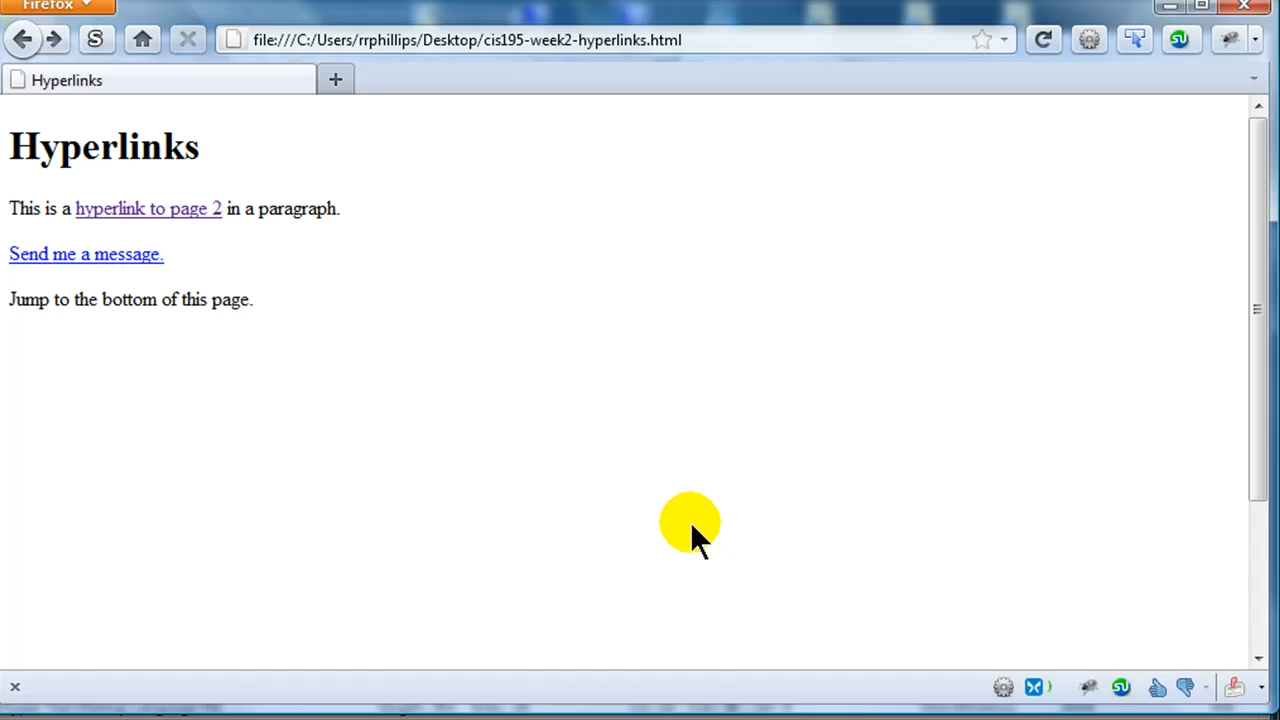 Firefox
S
file:///C:/Users/rrphillips/Desktop/cis195-week2-hyperlinks.html
Hyperlinks
Hyperlinks
This is a hyperlink to page 2 in a paragraph.
Send me a message.
Jump to the bottom of this page.